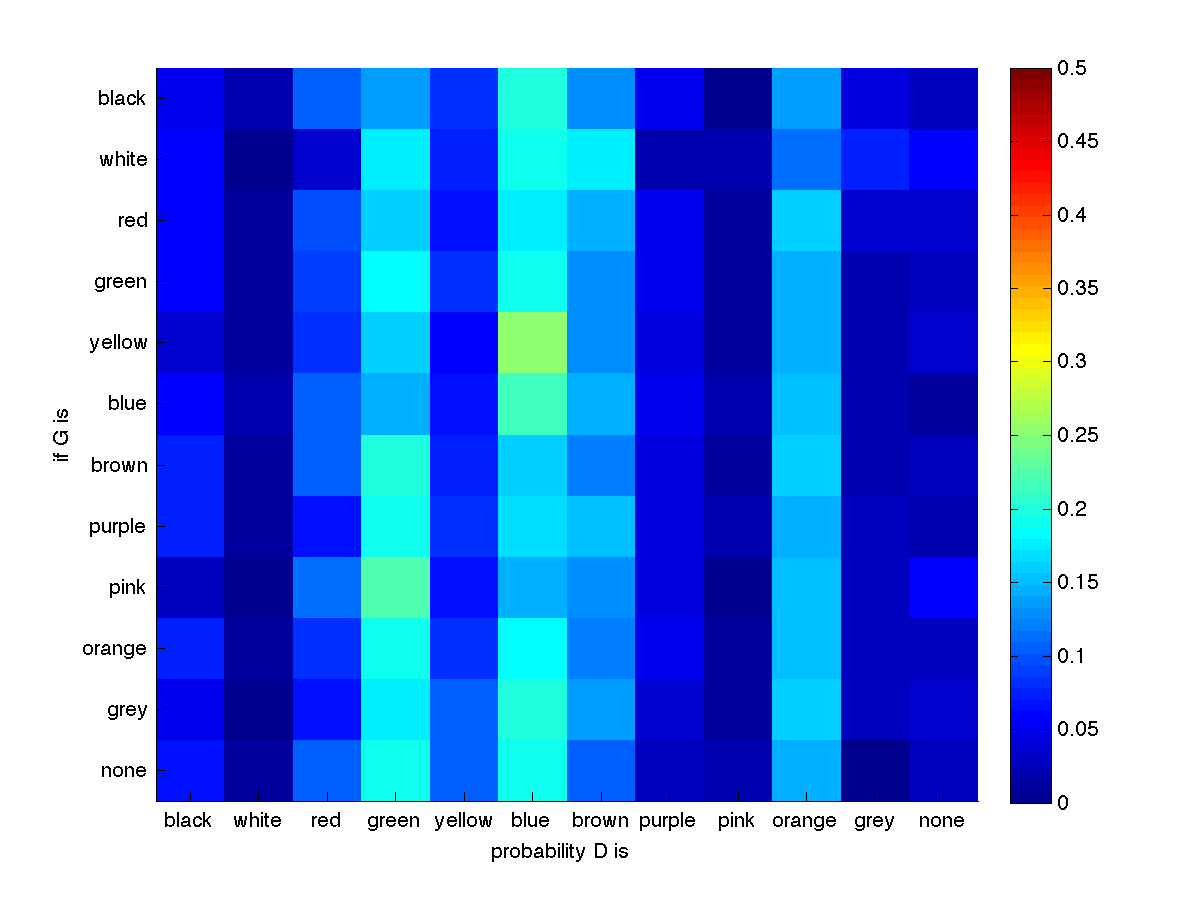 black
white
red
green
yellow
blue
brown
purple
pink
orange
grey
none
if G is
black white red green yellow blue brown purple pink orange grey none
probability D is
0.5
0.45
0.4
0.35
0.3
0.25
0.2
0.15
0.1
0.05
0